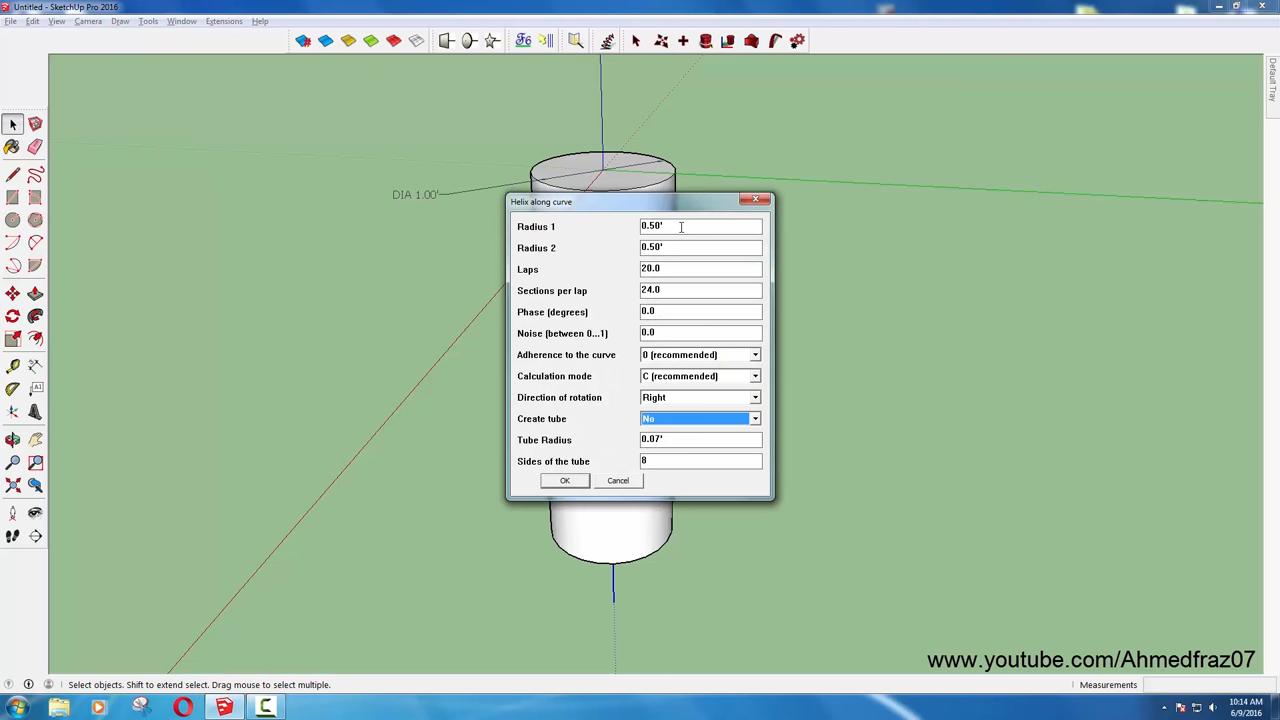 Untitled - SketchUp Pro 2016
File Edit View Camera Draw Tools Window Extensions Help
Default Tray
DIA 1.00'
Helix along curve
Radius 1 0.50'
Radius 2 0.50'
Laps 20.0
Sections per lap 24.0
Phase (degrees) 0.0
Noise (between 0...1) 0.0
Adherence to the curve 0 (recommended)
Calculation mode C (recommended)
Direction of rotation Right
Create tube No
Tube Radius 0.07'
Sides of the tube 8
OK Cancel
www.youtube.com/Ahmedfraz07
Select objects. Shift to extend select. Drag mouse to select multiple. Measurements
10:14 AM
6/9/2016